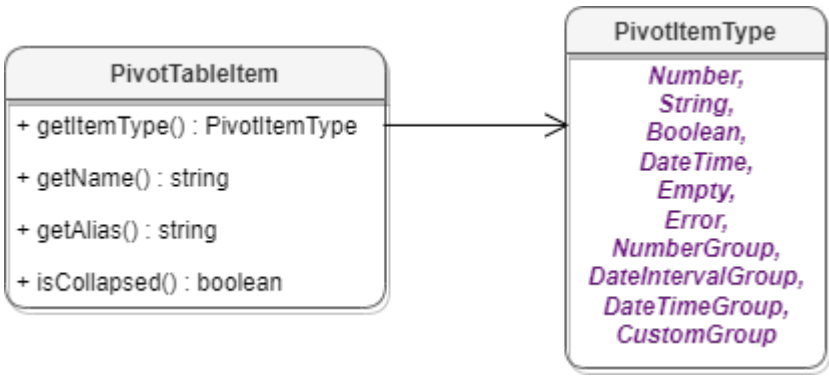 PivotTableItem
+ getItemType() : PivotItemType
+ getName() : string
+ getAlias() : string
+ isCollapsed() : boolean
PivotItemType
Number,
String,
Boolean,
DateTime,
Empty,
Error,
NumberGroup,
DateIntervalGroup,
DateTimeGroup,
CustomGroup